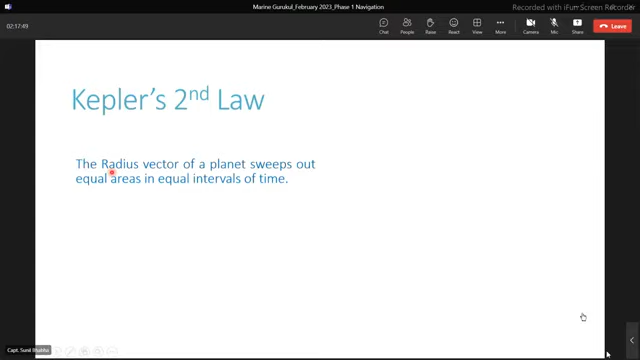 Marine Gurukul_February 2023_Phase 1 Navigation
Recorded with iFun Screen Recorder
02:17:49
Chat People Raise React View More Camera Mic Share Leave
Kepler's 2nd Law
The Radius vector of a planet sweeps out
equal areas in equal intervals of time.
Capt. Sunil Bhabha